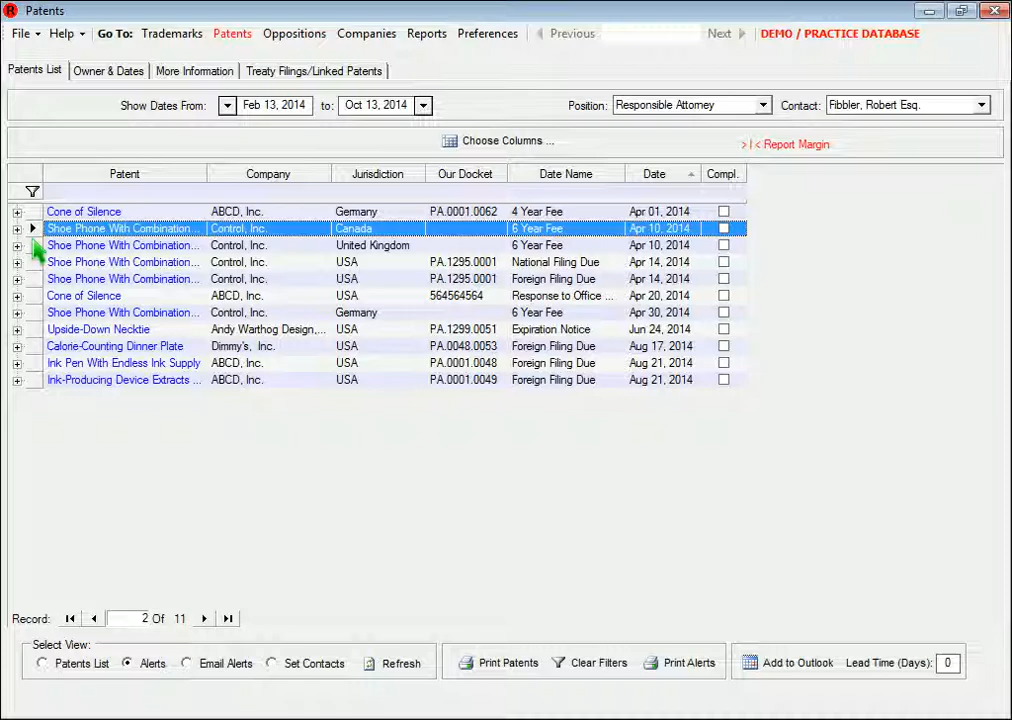 R Patents
File Help Go To: Trademarks Patents Oppositions Companies Reports Preferences Previous Next DEMO / PRACTICE DATABASE
Patents List Owner & Dates More Information Treaty Filings/Linked Patents
Show Dates From: Feb 13, 2014 to: Oct 13, 2014 Position: Responsible Attorney Contact: Fibbler, Robert Esq.
Choose Columns ... >|< Report Margin
Patent Company Jurisdiction Our Docket Date Name Date Compl.
Cone of Silence ABCD, Inc. Germany PA.0001.0062 4 Year Fee Apr 01, 2014
Shoe Phone With Combination... Control, Inc. Canada 6 Year Fee Apr 10, 2014
Shoe Phone With Combination... Control, Inc. United Kingdom 6 Year Fee Apr 10, 2014
Shoe Phone With Combination... Control, Inc. USA PA.1295.0001 National Filing Due Apr 14, 2014
Shoe Phone With Combination... Control, Inc. USA PA.1295.0001 Foreign Filing Due Apr 14, 2014
Cone of Silence ABCD, Inc. USA 564564564 Response to Office ... Apr 20, 2014
Shoe Phone With Combination... Control, Inc. Germany 6 Year Fee Apr 30, 2014
Upside-Down Necktie Andy Warthog Design,... USA PA.1299.0051 Expiration Notice Jun 24, 2014
Calorie-Counting Dinner Plate Dimmy's, Inc. USA PA.0048.0053 Foreign Filing Due Aug 17, 2014
Ink Pen With Endless Ink Supply ABCD, Inc. USA PA.0001.0048 Foreign Filing Due Aug 21, 2014
Ink-Producing Device Extracts ... ABCD, Inc. USA PA.0001.0049 Foreign Filing Due Aug 21, 2014
Record: 2 Of 11
Select View:
Patents List Alerts Email Alerts Set Contacts Refresh Print Patents Clear Filters Print Alerts Add to Outlook Lead Time (Days): 0